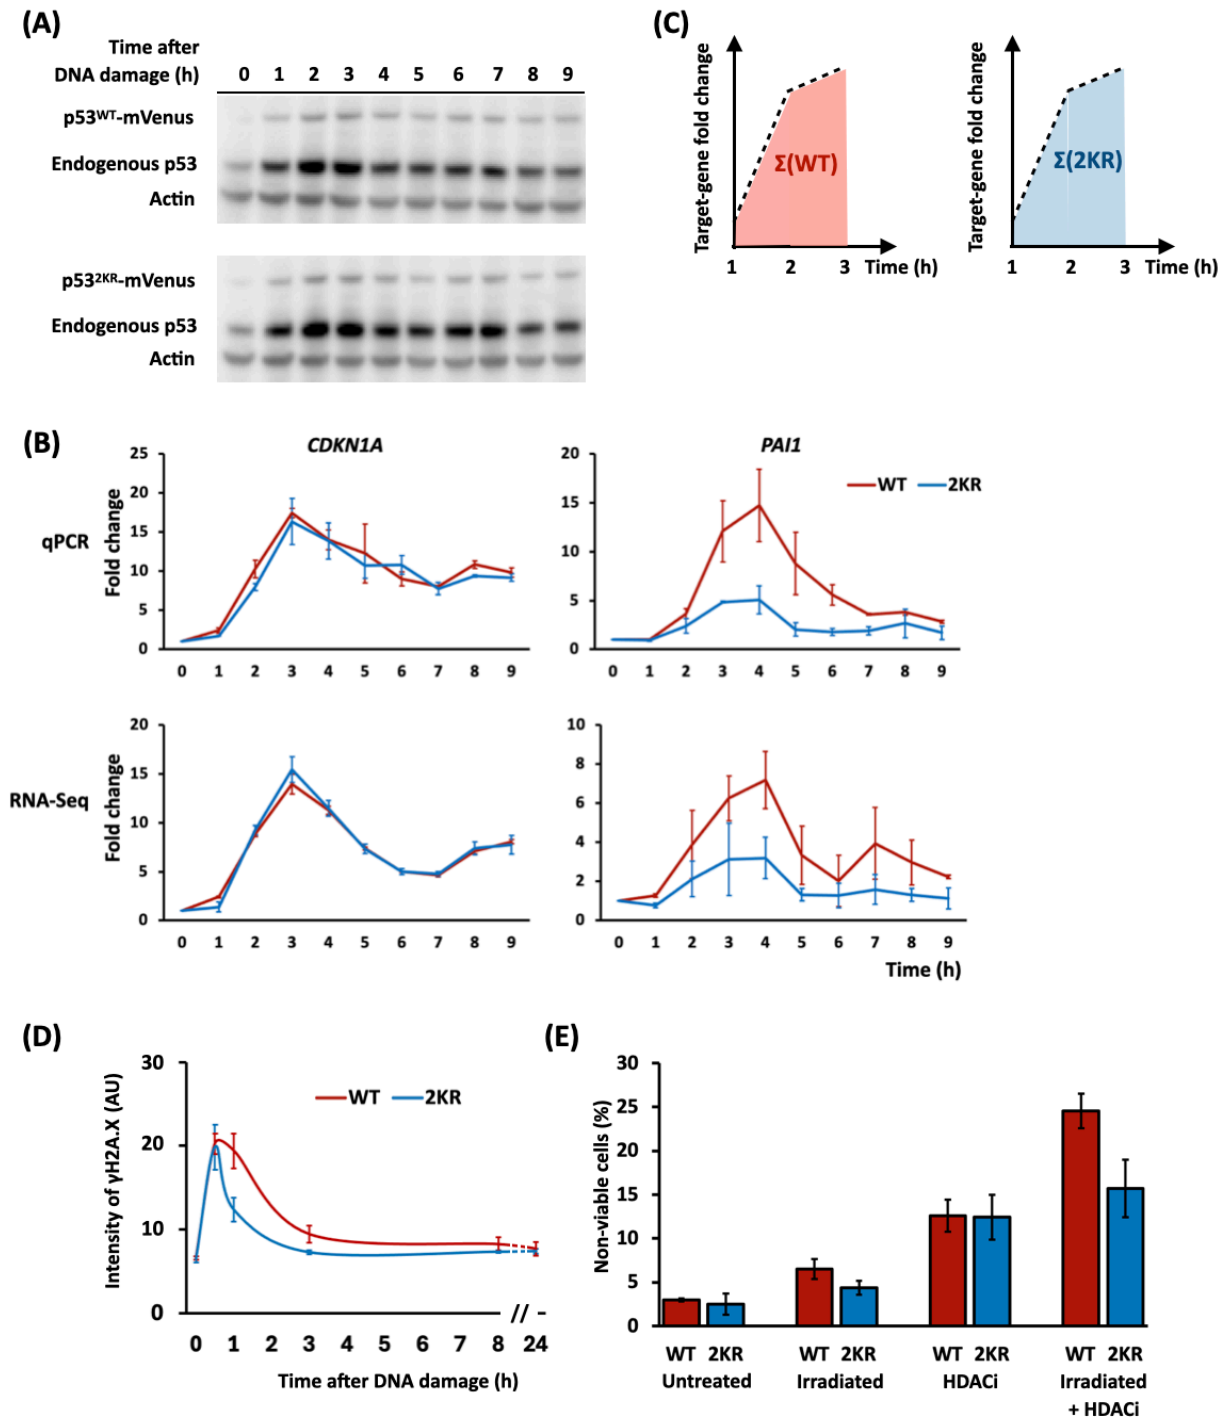 (A)
Time after
DNA damage (h) 0 1 2 3 4 5 6 7 8 9
p53WT-mVenus
Endogenous p53
Actin
p532KR-mVenus
Endogenous p53
Actin
(C)
Target-gene fold change
Σ(WT)
1 2 3 Time (h)
Target-gene fold change
Σ(2KR)
1 2 3 Time (h)
(B)
CDKN1A
PAI1
qPCR
Fold change
25
20
15
10
5
0
0 1 2 3 4 5 6 7 8 9
20
15
10
5
0
WT 2KR
0 1 2 3 4 5 6 7 8 9
RNA-Seq
Fold change
20
15
10
5
0
0 1 2 3 4 5 6 7 8 9
10
8
6
4
2
0
0 1 2 3 4 5 6 7 8 9
Time (h)
(D)
Intensity of γH2A.X (AU)
30
20
10
0
WT 2KR
//
0 1 2 3 4 5 6 7 8 24
Time after DNA damage (h)
(E)
Non-viable cells (%)
30
25
20
15
10
5
0
WT 2KR WT 2KR WT 2KR WT 2KR
Untreated Irradiated HDACi Irradiated
+ HDACi